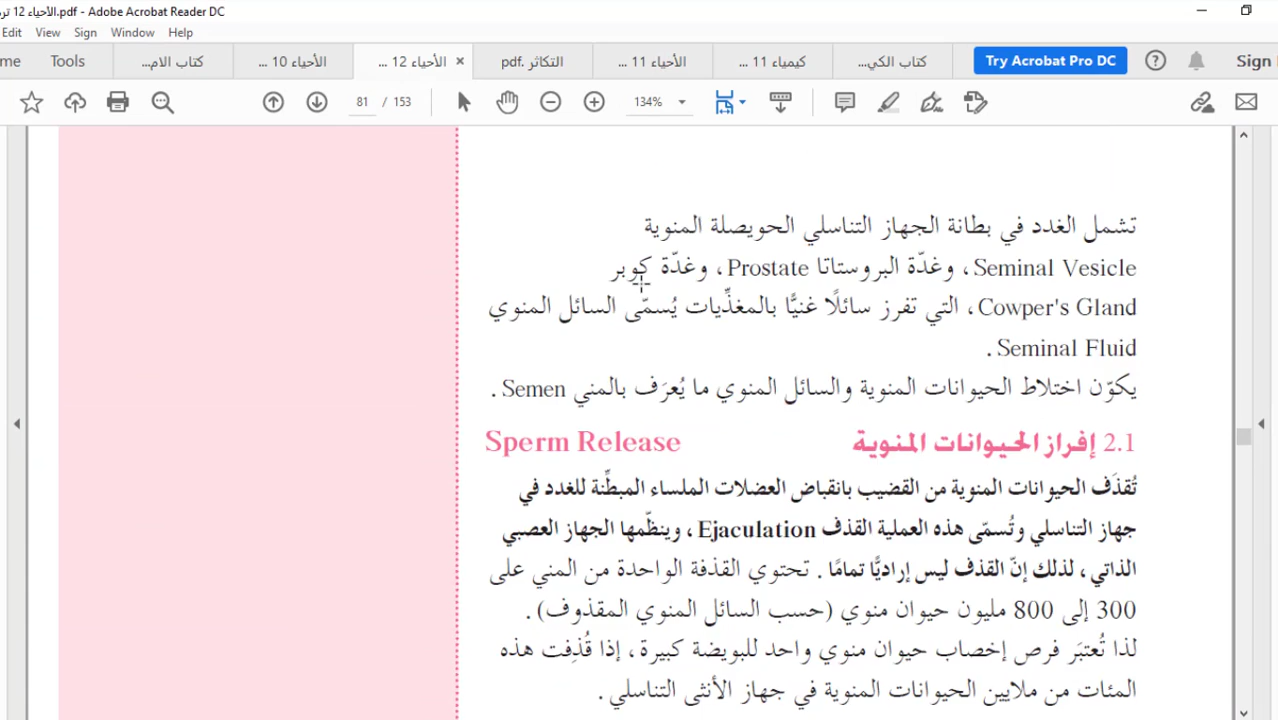 الأحياء 12 تر.pdf - Adobe Acrobat Reader DC
Edit View Sign Window Help
me Tools كتاب الام... الأحياء 10 ... الأحياء 12 ... × التكاثر .pdf الأحياء 11 ... كيمياء 11 ... كتاب الكي... Try Acrobat Pro DC ? Sign
81 / 153 134%
تشمل الغدد في بطانة الجهاز التناسلي الحويصلة المنوية
Seminal Vesicle، وغدّة البروستاتا Prostate، وغدّة كوبر
Cowper's Gland، التي تفرز سائلًا غنيًّا بالمغذِّيات يُسمّى السائل المنوي
Seminal Fluid.
يكوّن اختلاط الحيوانات المنوية والسائل المنوي ما يُعرَف بالمني Semen.
2.1 إفراز الحيوانات المنوية Sperm Release
تُقذَف الحيوانات المنوية من القضيب بانقباض العضلات الملساء المبطِّنة للغدد في
جهاز التناسلي وتُسمّى هذه العملية القذف Ejaculation، وينظّمها الجهاز العصبي
الذاتي، لذلك إنّ القذف ليس إراديًّا تمامًا. تحتوي القذفة الواحدة من المني على
300 إلى 800 مليون حيوان منوي (حسب السائل المنوي المقذوف).
لذا تُعتبَر فرص إخصاب حيوان منوي واحد للبويضة كبيرة، إذا قُذِفت هذه
المئات من ملايين الحيوانات المنوية في جهاز الأنثى التناسلي.